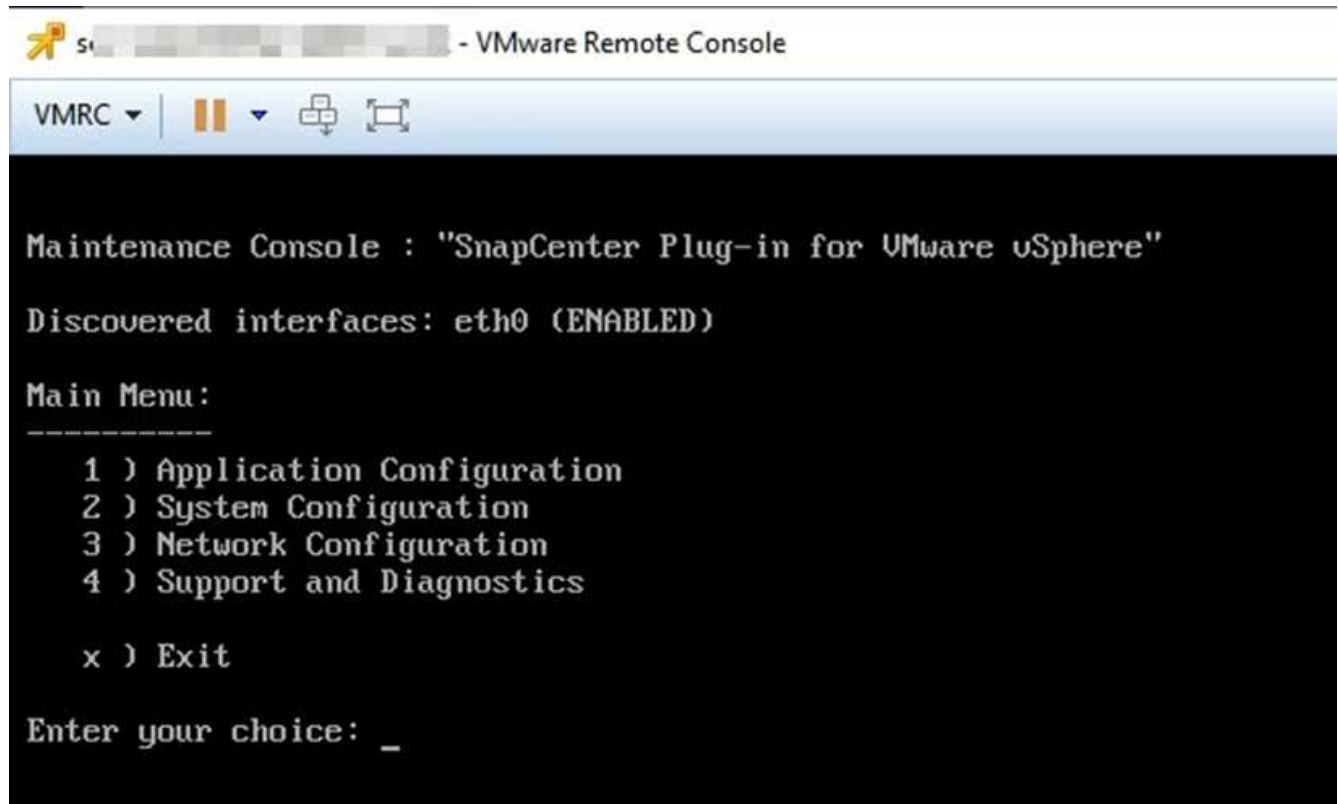 - VMware Remote Console
VMRC
Maintenance Console : "SnapCenter Plug-in for VMware vSphere"
Discovered interfaces: eth0 (ENABLED)
Main Menu:
----------
1 ) Application Configuration
2 ) System Configuration
3 ) Network Configuration
4 ) Support and Diagnostics
x ) Exit
Enter your choice: _